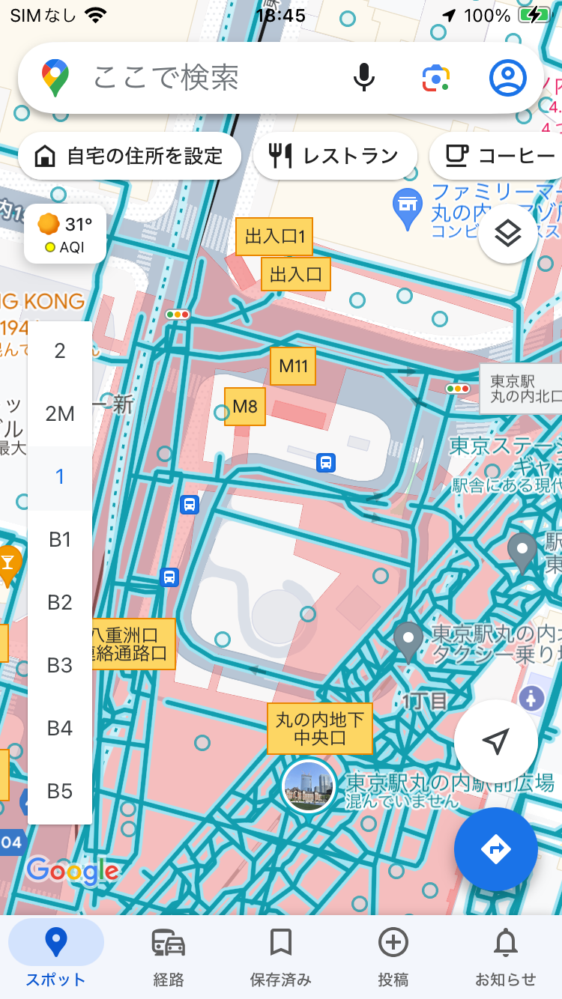 SIMなし
18:45
100%
ここで検索
自宅の住所を設定
レストラン
コーヒー
31°
AQI
ファミリーマー
丸の内
コンビ
出入口1
出入口
KONG
194
M11
M8
東京駅
丸の内北口
新
東京ステー
ギャ
駅舎にある現代
2
2M
1
B1
B2
B3
B4
B5
八重洲口
連絡通路口
東京駅丸の内北
タクシー乗り
1丁目
丸の内地下
中央口
東京駅丸の内駅前広場
混んでいません
04
Google
スポット
経路
保存済み
投稿
お知らせ